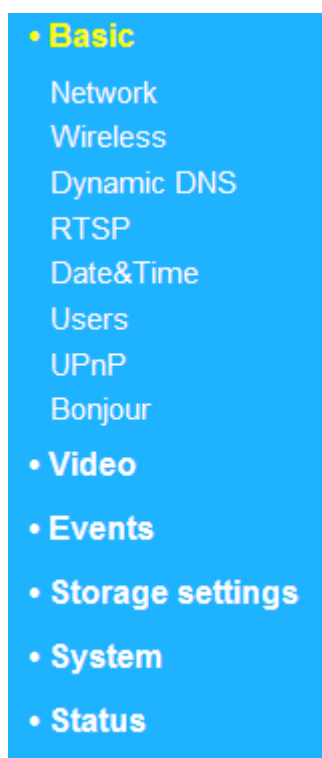 • Basic
Network
Wireless
Dynamic DNS
RTSP
Date&Time
Users
UPnP
Bonjour
• Video
• Events
• Storage settings
• System
• Status